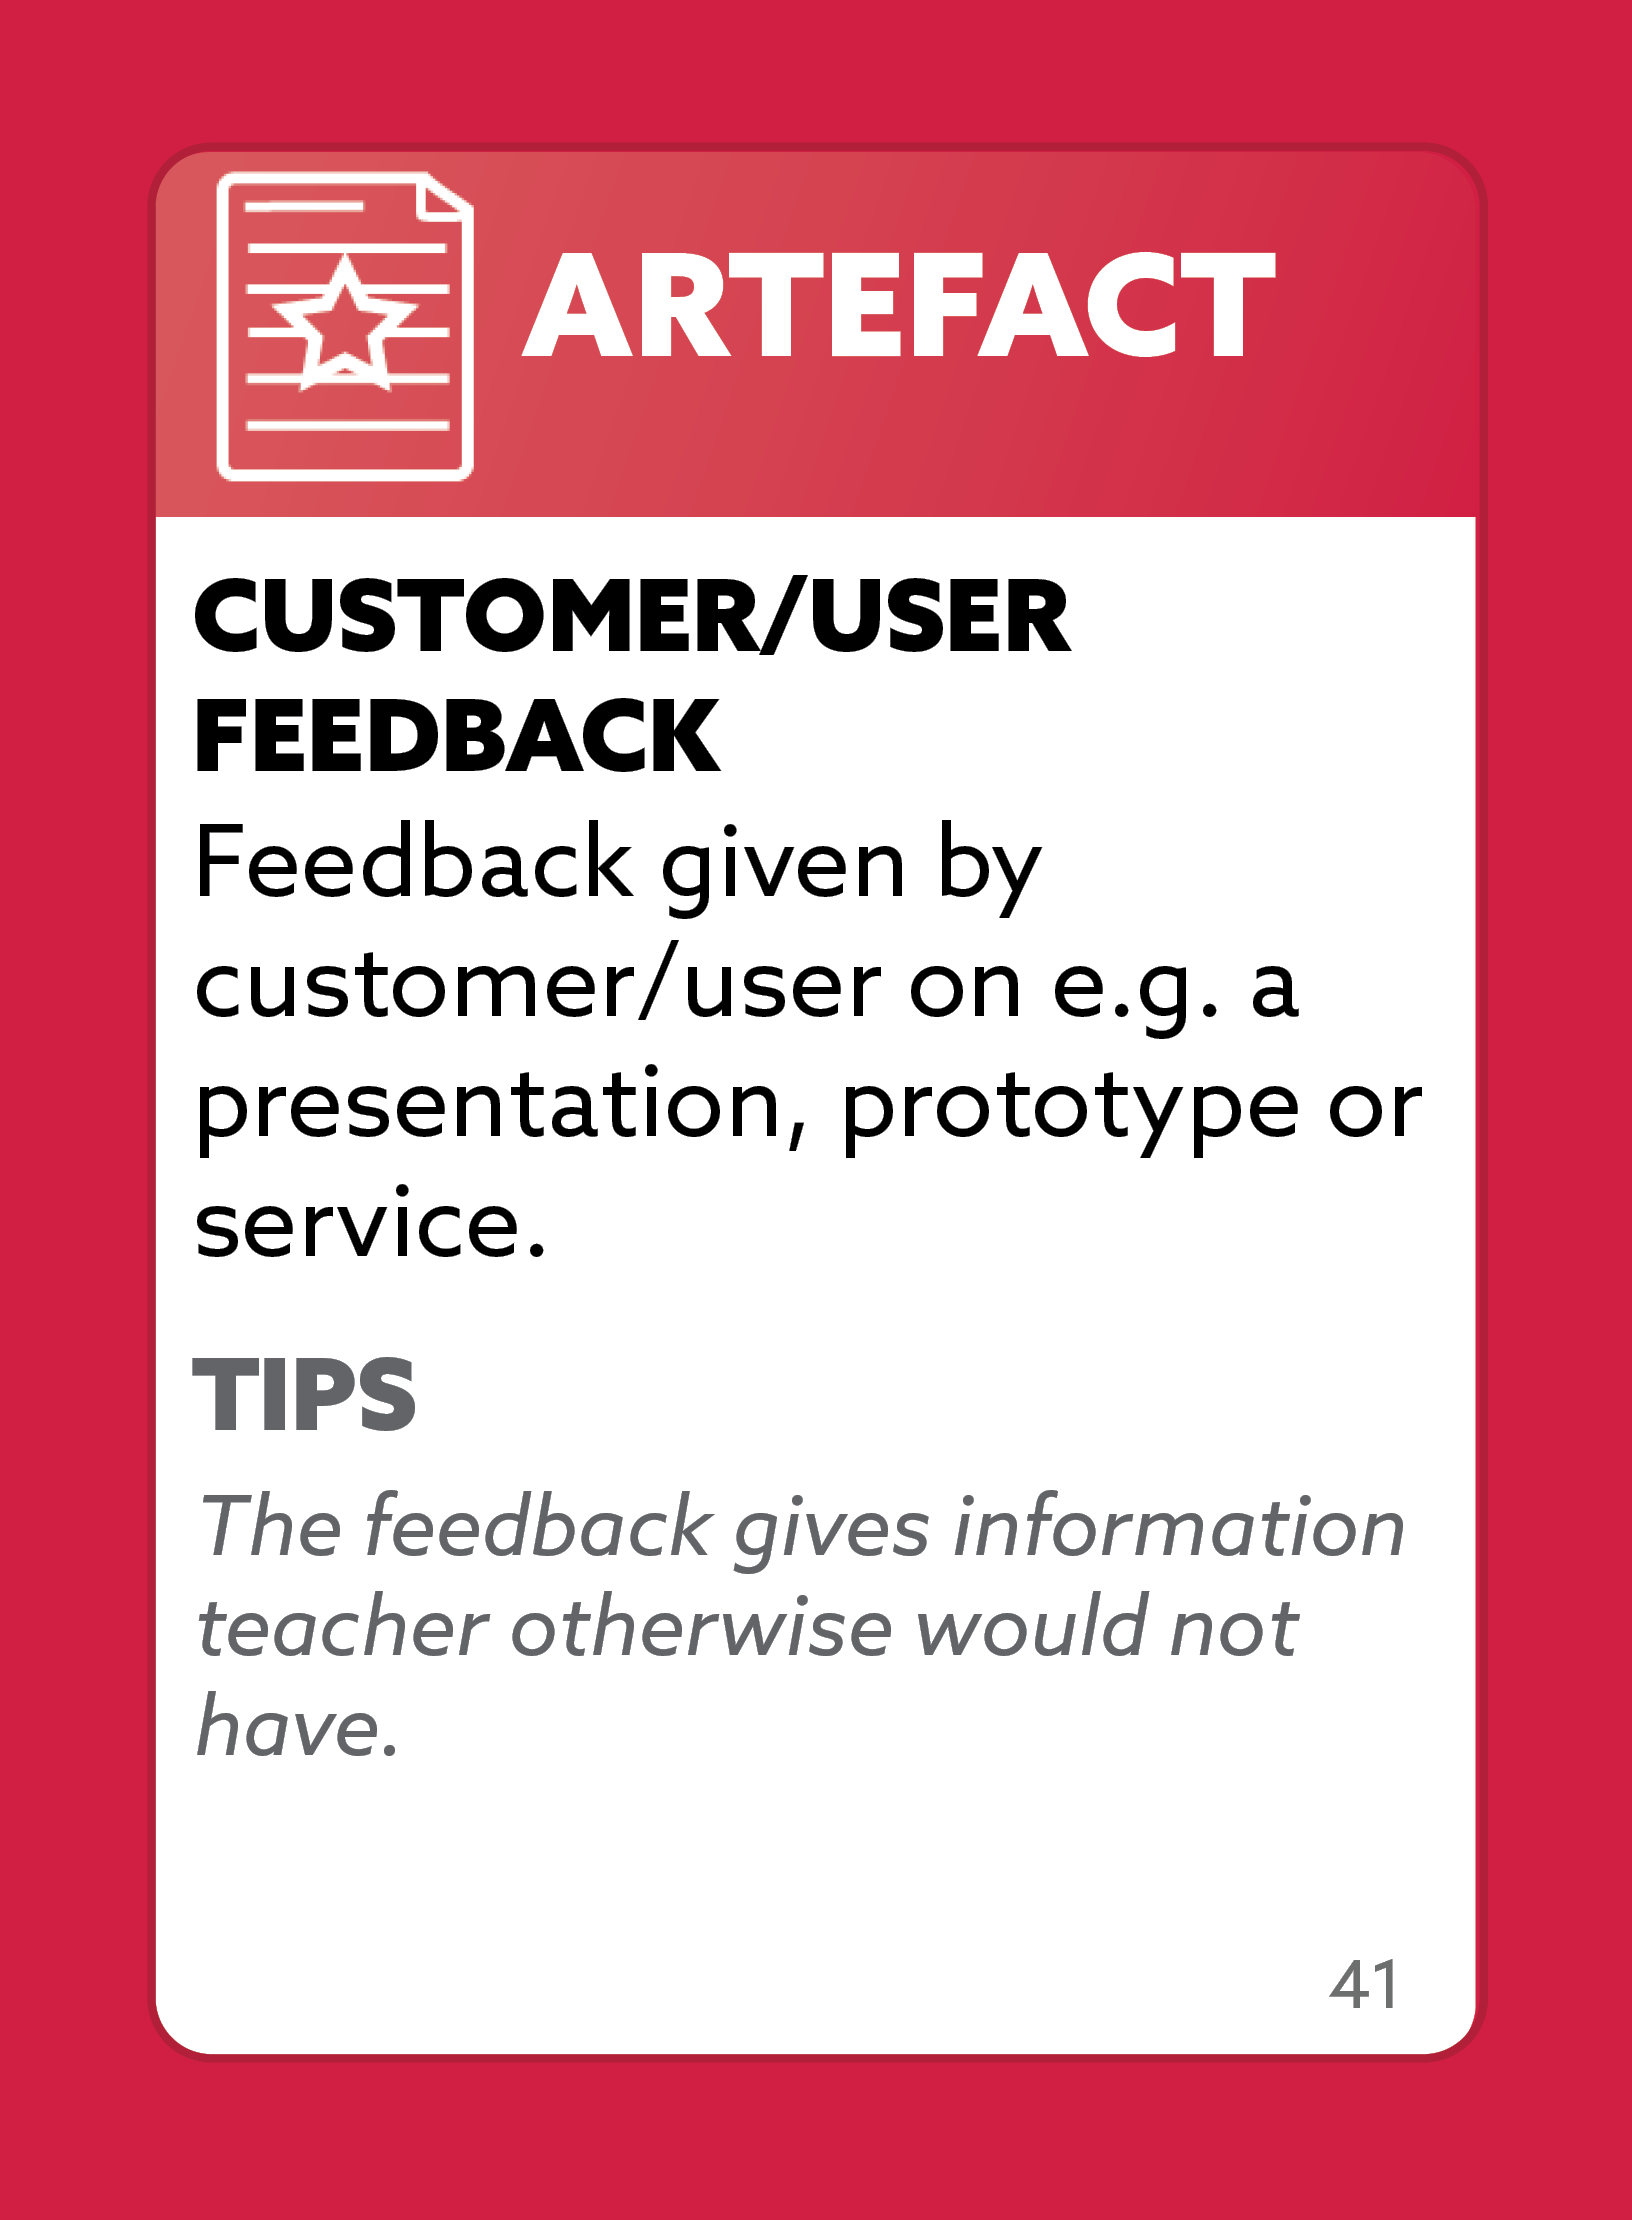 ARTEFACT
CUSTOMER/USER
FEEDBACK
Feedback given by
customer/user on e.g. a
presentation, prototype or
service.
TIPS
The feedback gives information
teacher otherwise would not
have.
41